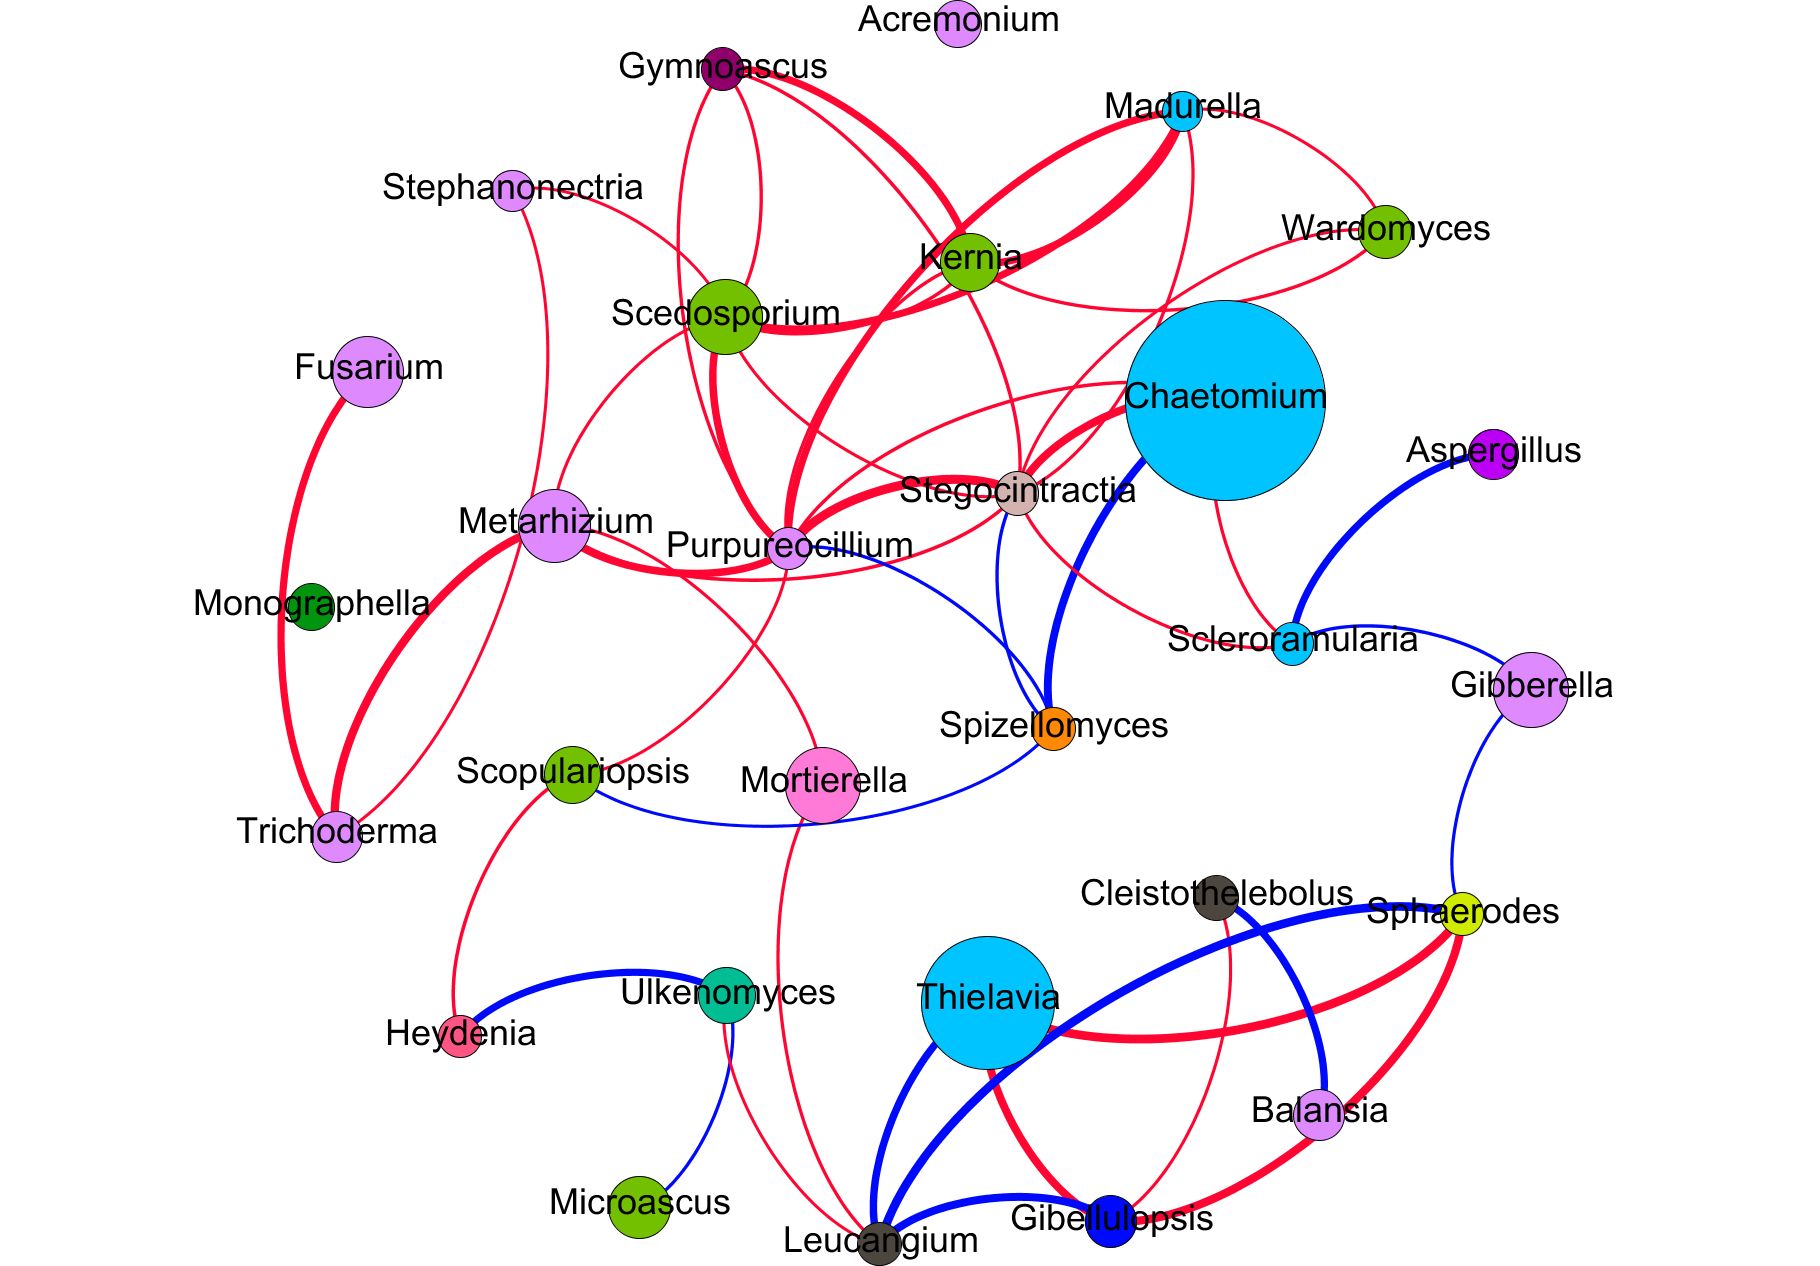 Acremonium
Gymnoascus
Madurella
Stephanonectria
Wardomyces
Kernia
Scedosporium
Fusarium
Chaetomium
Aspergillus
Stegocintractia
Metarhizium
Purpureocillium
Monographella
Scleroramularia
Gibberella
Spizellomyces
Scopulariopsis
Mortierella
Trichoderma
Cleistothelebolus
Sphaerodes
Ulkenomyces
Thielavia
Heydenia
Balansia
Microascus
Gibellulopsis
Leucangium